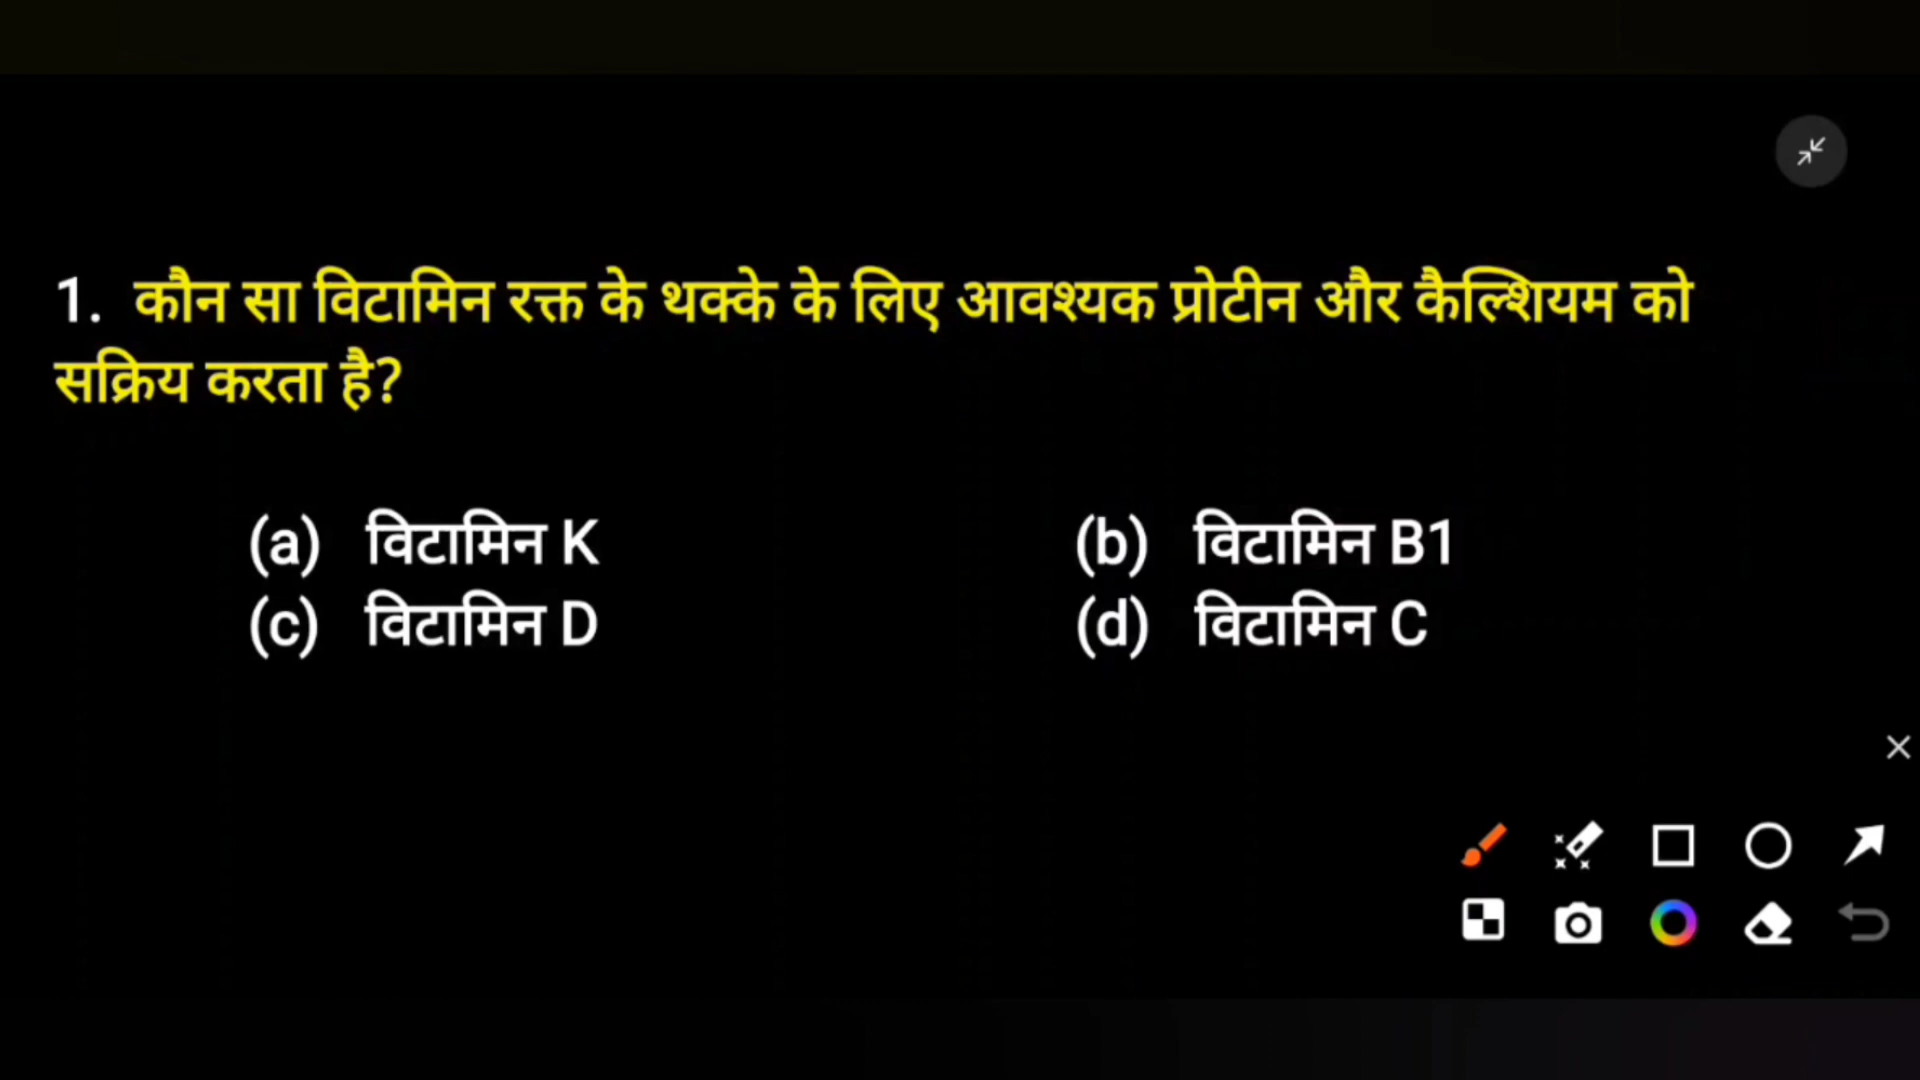 1. कौन सा विटामिन रक्त के थक्के के लिए आवश्यक प्रोटीन और कैल्शियम को
सक्रिय करता है?
(a) विटामिन K (b) विटामिन B1
(c) विटामिन D (d) विटामिन C